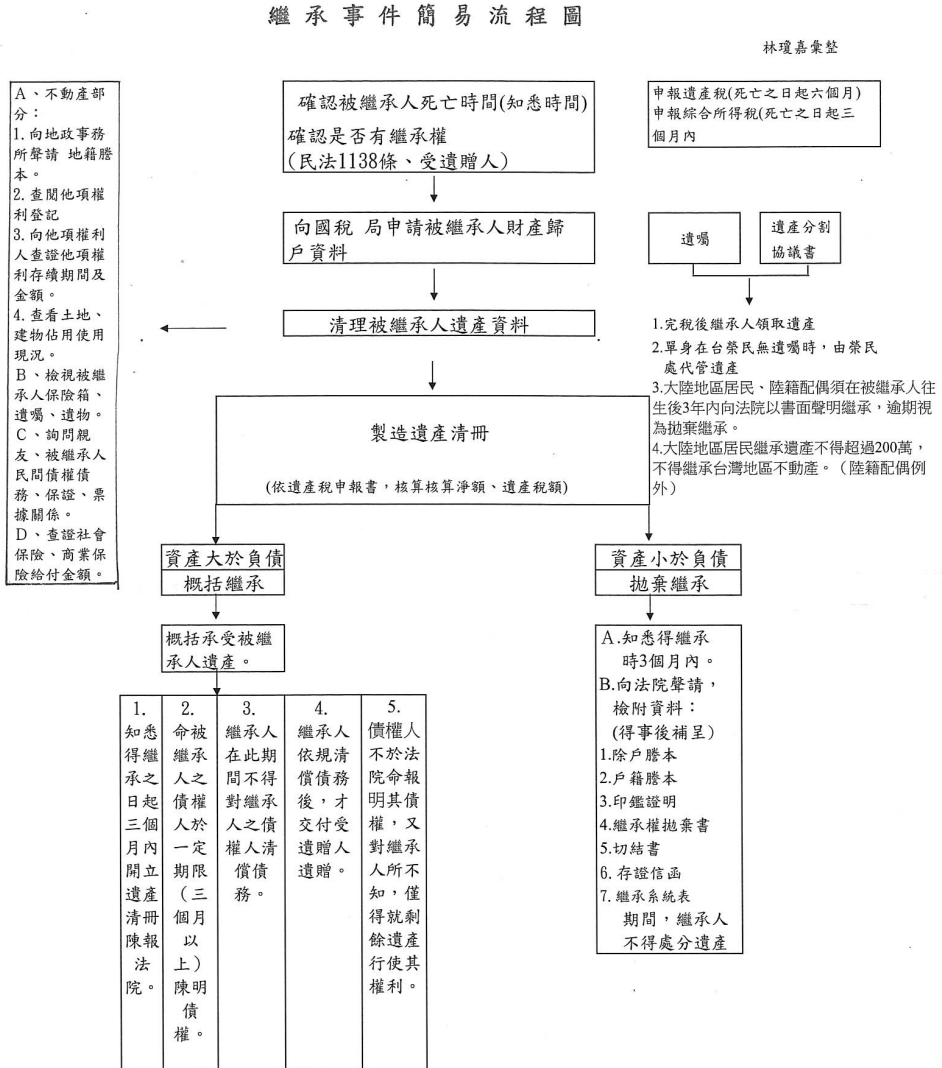 繼承事件簡易流程圖
林瓊嘉彙整
A、不動產部
分：
1.向地政事務
所聲請 地籍謄
本。
2.查閱他項權
利登記
3.向他項權利
人查證他項權
利存續期間及
金額。
4.查看土地、
建物佔用使用
現況。
B、檢視被繼
承人保險箱、
遺囑、遺物。
C、詢問親
友、被繼承人
民間債權債
務、保證、票
據關係。
D、查證社會
保險、商業保
險給付金額。
確認被繼承人死亡時間(知悉時間)
確認是否有繼承權
(民法1138條、受遺贈人)
申報遺產稅(死亡之日起六個月)
申報綜合所得稅(死亡之日起三
個月內
向國稅 局申請被繼承人財產歸
戶資料
遺囑
遺產分割
協議書
清理被繼承人遺產資料
1.完稅後繼承人領取遺產
2.單身在台榮民無遺囑時，由榮民
處代管遺產
3.大陸地區居民、陸籍配偶須在被繼承人往
生後3年內向法院以書面聲明繼承，逾期視
為拋棄繼承。
4.大陸地區居民繼承遺產不得超過200萬，
不得繼承台灣地區不動產。（陸籍配偶例
外）
製造遺產清冊
(依遺產稅申報書，核算核算淨額、遺產稅額)
資產大於負債
概括繼承
資產小於負債
拋棄繼承
概括承受被繼
承人遺產。
1.
知悉
得繼
承之
日起
三個
月內
開立
遺產
清冊
陳報
法
院。
2.
命被
繼承
人之
債權
人於
一定
期限
（三
個月
以
上）
陳明
債
權。
3.
繼承人
在此期
間不得
對繼承
人之債
權人清
償債
務。
4.
繼承人
依規清
償債務
後，才
交付受
遺贈人
遺贈。
5.
債權人
不於法
院命報
明其債
權，又
對繼承
人所不
知，僅
得就剩
餘遺產
行使其
權利。
A.知悉得繼承
時3個月內。
B.向法院聲請，
檢附資料：
(得事後補呈)
1.除戶謄本
2.戶籍謄本
3.印鑑證明
4.繼承權拋棄書
5.切結書
6. 存證信函
7. 繼承系統表
期間，繼承人
不得處分遺產